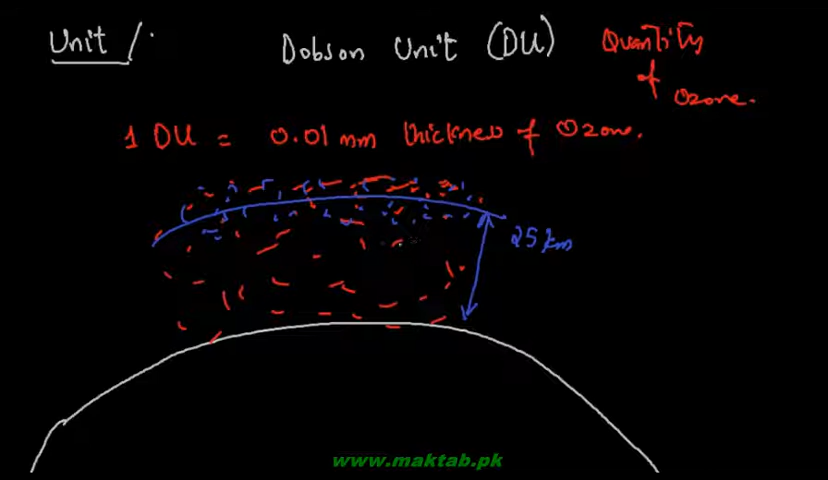 Unit /.
Dobson Unit (DU)
Quantity
of
Ozone.
1 DU = 0.01 mm thickness of Ozone.
25 km
www.maktab.pk